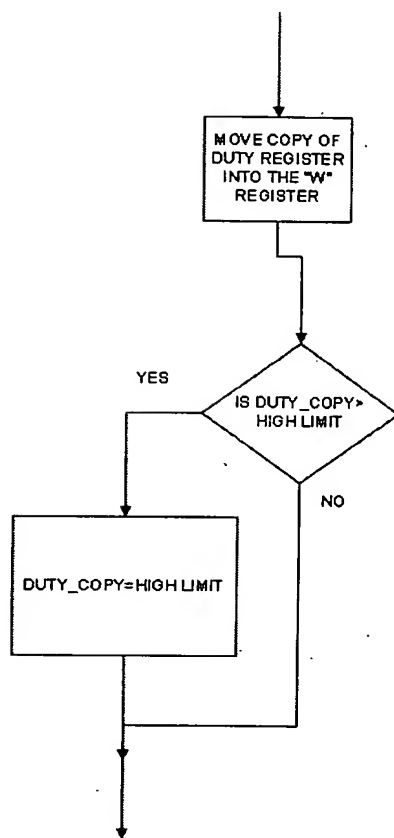 MOVE COPY OF
DUTY REGISTER
INTO THE "W"
REGISTER
YES
IS DUTY_COPY>
HIGH LIMIT
NO
DUTY_COPY=HIGH LIMIT